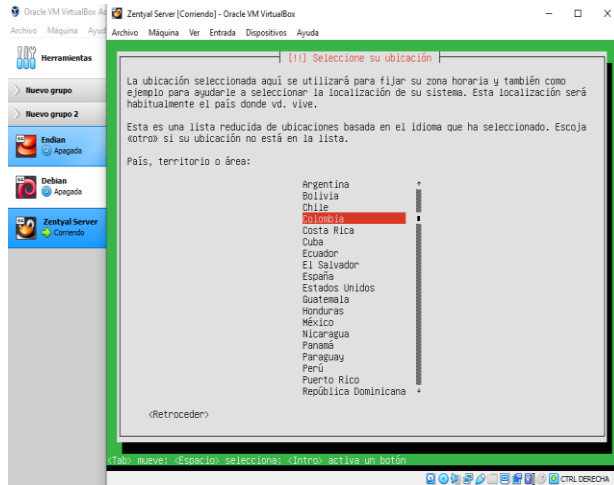 Oracle VM VirtualBox Ad
Archivo Máquina Ayud
Herramientas
Nuevo grupo
Nuevo grupo 2
Endian
Apagada
Debian
Apagada
Zentyal Server
Corriendo
Zentyal Server [Corriendo] - Oracle VM VirtualBox
Archivo Máquina Ver Entrada Dispositivos Ayuda
[!!] Seleccione su ubicación
La ubicación seleccionada aquí se utilizará para fijar su zona horaria y también como
ejemplo para ayudarle a seleccionar la localización de su sistema. Esta localización será
habitualmente el país donde vd. vive.
Esta es una lista reducida de ubicaciones basada en el idioma que ha seleccionado. Escoja
«otro» si su ubicación no está en la lista.
País, territorio o área:
Argentina
Bolivia
Chile
Colombia
Costa Rica
Cuba
Ecuador
El Salvador
España
Estados Unidos
Guatemala
Honduras
México
Nicaragua
Panamá
Paraguay
Perú
Puerto Rico
República Dominicana
<Retroceder>
<Tab> mueve; <Espacio> selecciona; <Intro> activa un botón
CTRL DERECHA